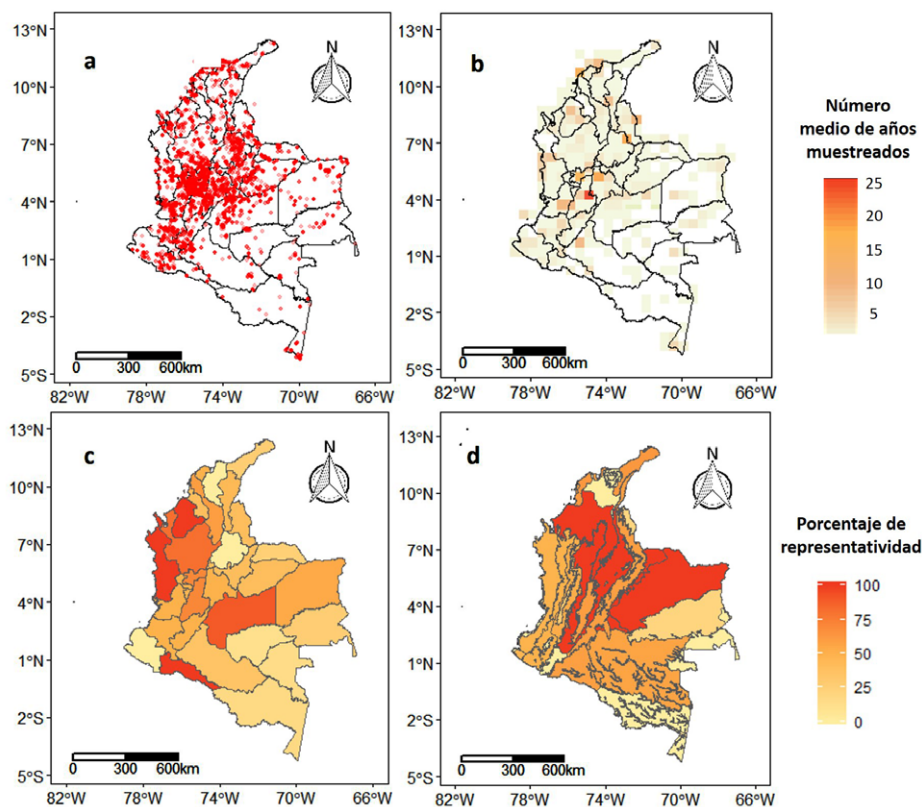 a
N
13°N
10°N
7°N
4°N
1°N
2°S
5°S
0 300 600km
82°W 78°W 74°W 70°W 66°W
b
N
13°N
10°N
7°N
4°N
1°N
2°S
5°S
0 300 600km
82°W 78°W 74°W 70°W 66°W
Número
medio de años
muestreados
25
20
15
10
5
c
N
13°N
10°N
7°N
4°N
1°N
2°S
5°S
0 300 600km
82°W 78°W 74°W 70°W 66°W
d
N
13°N
10°N
7°N
4°N
1°N
2°S
5°S
0 300 600km
82°W 78°W 74°W 70°W 66°W
Porcentaje de
representatividad
100
75
50
25
0